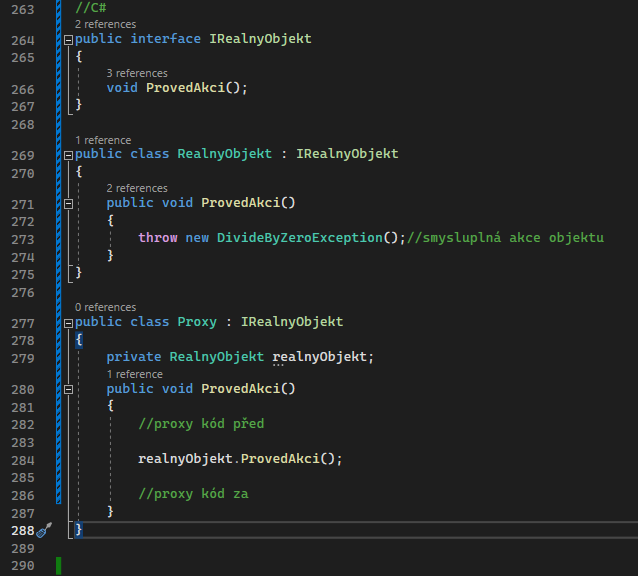 263 //C#
2 references
264 public interface IRealnyObjekt
265 {
3 references
266 void ProvedAkci();
267 }
268
1 reference
269 public class RealnyObjekt : IRealnyObjekt
270 {
2 references
271 public void ProvedAkci()
272 {
273 throw new DivideByZeroException();//smysluplná akce objektu
274 }
275 }
276
0 references
277 public class Proxy : IRealnyObjekt
278 {
279 private RealnyObjekt realnyObjekt;
1 reference
280 public void ProvedAkci()
281 {
282 //proxy kód před
283
284 realnyObjekt.ProvedAkci();
285
286 //proxy kód za
287 }
288 }
289
290